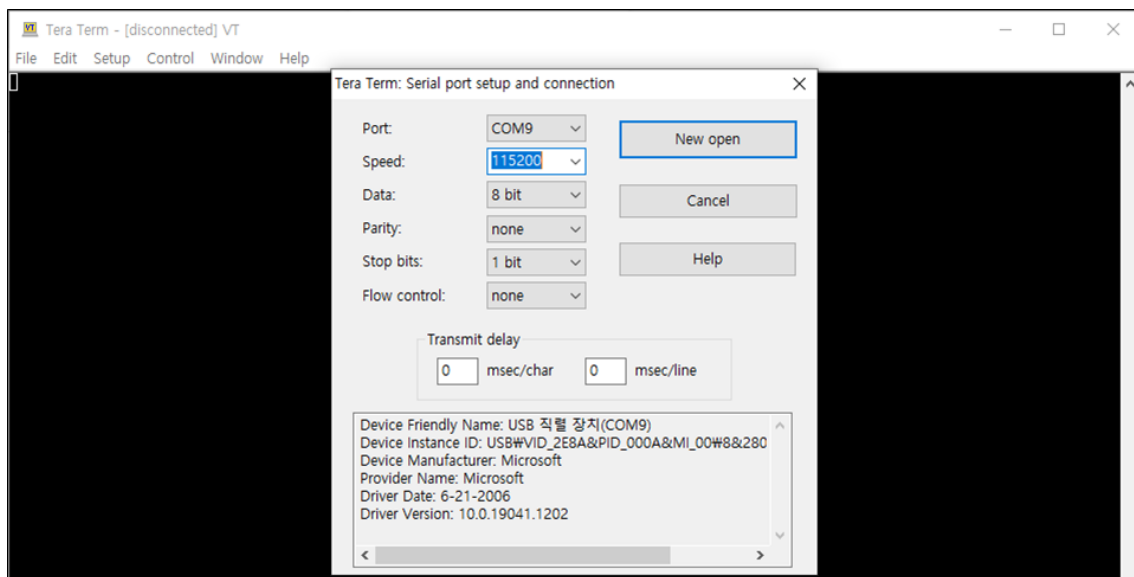 Tera Term - [disconnected] VT
File Edit Setup Control Window Help
Tera Term: Serial port setup and connection
Port: COM9 New open
Speed: 115200
Data: 8 bit Cancel
Parity: none
Stop bits: 1 bit Help
Flow control: none
Transmit delay
0 msec/char 0 msec/line
Device Friendly Name: USB 직렬 장치(COM9)
Device Instance ID: USB₩VID_2E8A&PID_000A&MI_00₩8&280
Device Manufacturer: Microsoft
Provider Name: Microsoft
Driver Date: 6-21-2006
Driver Version: 10.0.19041.1202